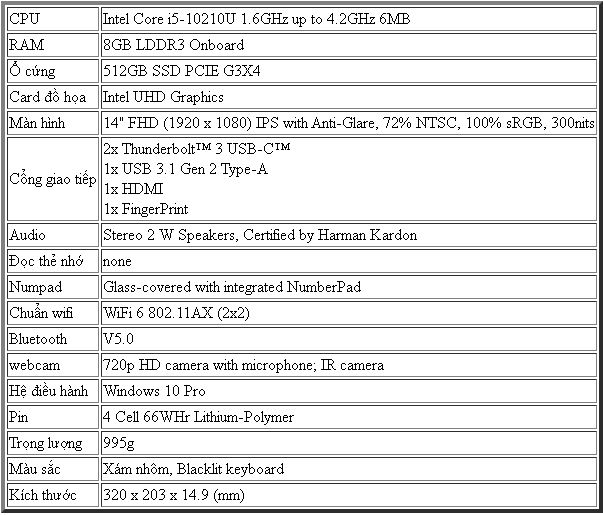 CPU Intel Core i5-10210U 1.6GHz up to 4.2GHz 6MB
RAM 8GB LDDR3 Onboard
Ổ cứng 512GB SSD PCIE G3X4
Card đồ họa Intel UHD Graphics
Màn hình 14" FHD (1920 x 1080) IPS with Anti-Glare, 72% NTSC, 100% sRGB, 300nits
Cổng giao tiếp 2x Thunderbolt™ 3 USB-C™
1x USB 3.1 Gen 2 Type-A
1x HDMI
1x FingerPrint
Audio Stereo 2 W Speakers, Certified by Harman Kardon
Đọc thẻ nhớ none
Numpad Glass-covered with integrated NumberPad
Chuẩn wifi WiFi 6 802.11AX (2x2)
Bluetooth V5.0
webcam 720p HD camera with microphone; IR camera
Hệ điều hành Windows 10 Pro
Pin 4 Cell 66WHr Lithium-Polymer
Trọng lượng 995g
Màu sắc Xám nhôm, Blacklit keyboard
Kích thước 320 x 203 x 14.9 (mm)